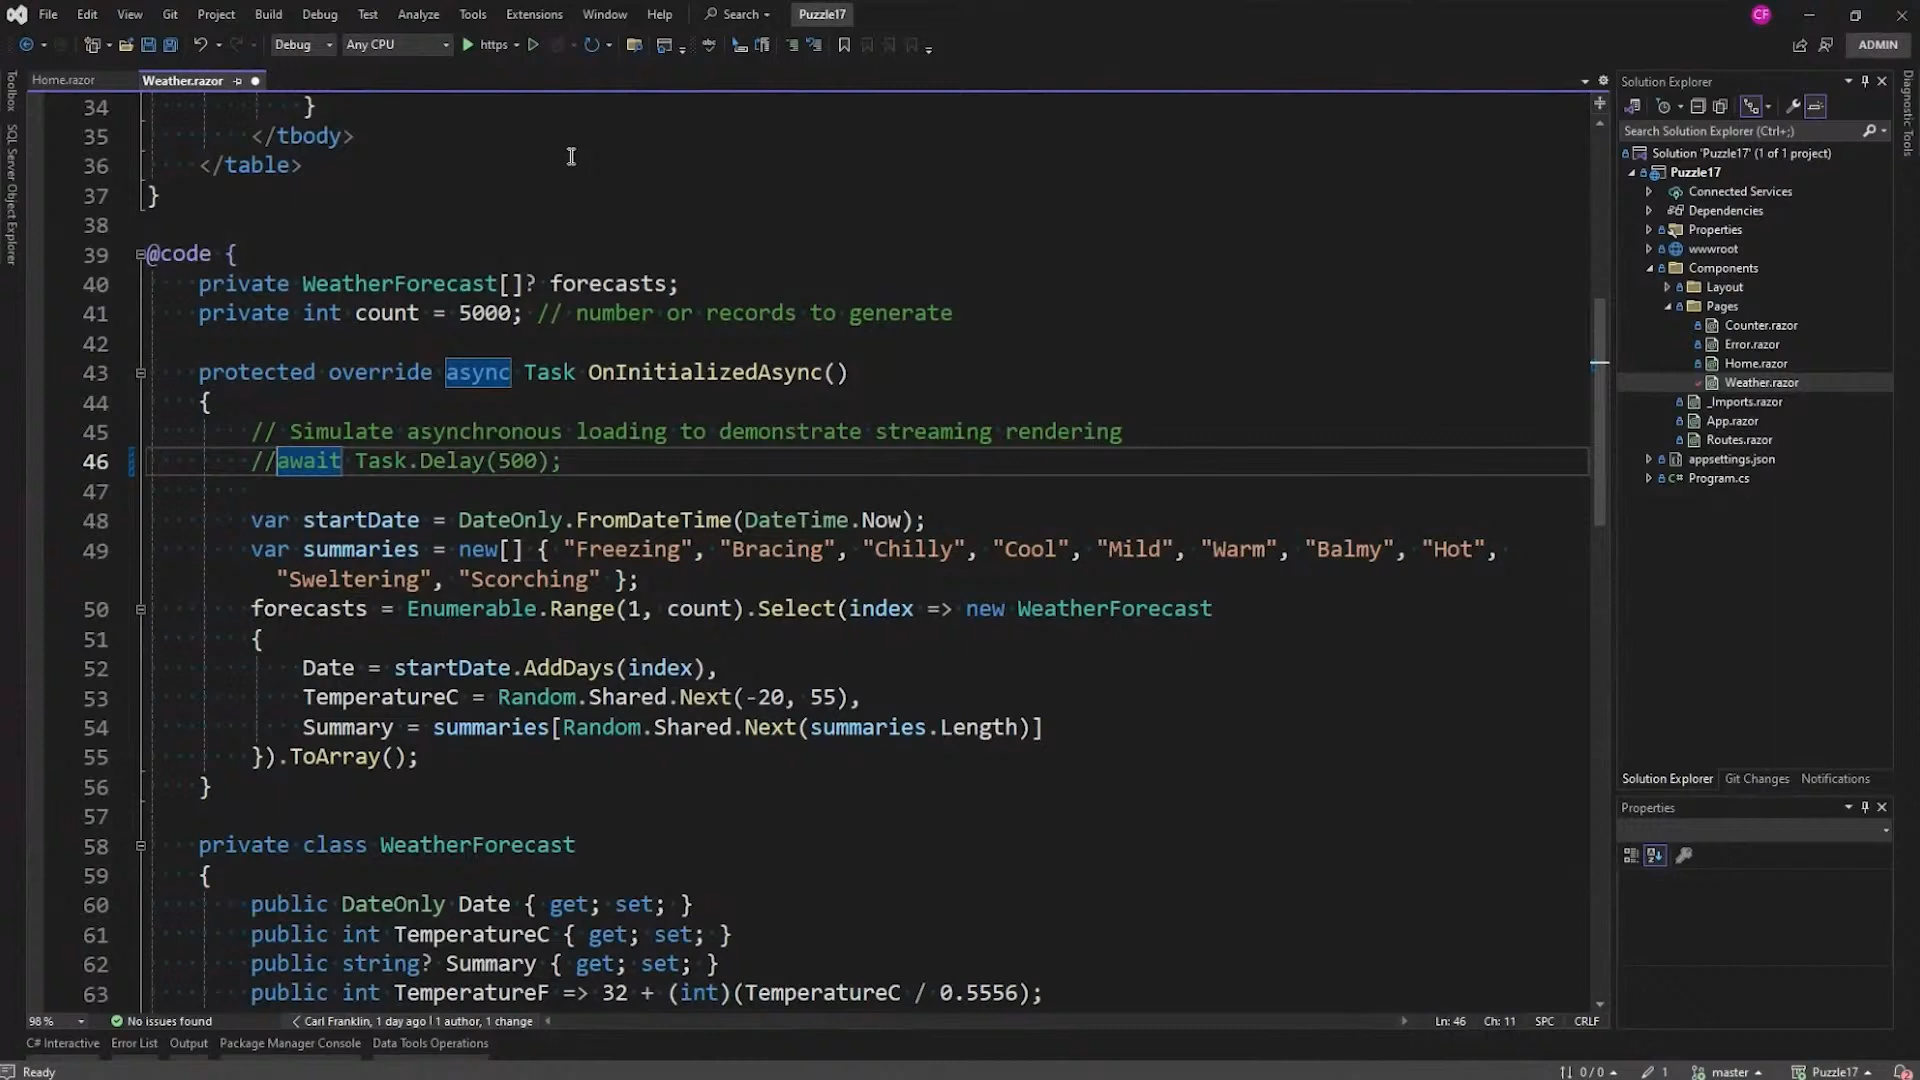 File Edit View Git Project Build Debug Test Analyze Tools Extensions Window Help Search Puzzle17 CF
Debug Any CPU https ADMIN
Home.razor Weather.razor
Toolbox
SQL Server Object Explorer
34 }
35 </tbody>
36 </table>
37 }
38
39 @code {
40 private WeatherForecast[]? forecasts;
41 private int count = 5000; // number or records to generate
42
43 protected override async Task OnInitializedAsync()
44 {
45 // Simulate asynchronous loading to demonstrate streaming rendering
46 //await Task.Delay(500);
47
48 var startDate = DateOnly.FromDateTime(DateTime.Now);
49 var summaries = new[] { "Freezing", "Bracing", "Chilly", "Cool", "Mild", "Warm", "Balmy", "Hot",
"Sweltering", "Scorching" };
50 forecasts = Enumerable.Range(1, count).Select(index => new WeatherForecast
51 {
52 Date = startDate.AddDays(index),
53 TemperatureC = Random.Shared.Next(-20, 55),
54 Summary = summaries[Random.Shared.Next(summaries.Length)]
55 }).ToArray();
56 }
57
58 private class WeatherForecast
59 {
60 public DateOnly Date { get; set; }
61 public int TemperatureC { get; set; }
62 public string? Summary { get; set; }
63 public int TemperatureF => 32 + (int)(TemperatureC / 0.5556);
98 % No issues found Carl Franklin, 1 day ago | 1 author, 1 change Ln: 46 Ch: 11 SPC CRLF
C# Interactive Error List Output Package Manager Console Data Tools Operations
Solution Explorer
Search Solution Explorer (Ctrl+;)
Solution 'Puzzle17' (1 of 1 project)
Puzzle17
Connected Services
Dependencies
Properties
wwwroot
Components
Layout
Pages
Counter.razor
Error.razor
Home.razor
Weather.razor
_Imports.razor
App.razor
Routes.razor
appsettings.json
C# Program.cs
Solution Explorer Git Changes Notifications
Properties
Diagnostic Tools
Ready 0 / 0 1 master Puzzle17 2